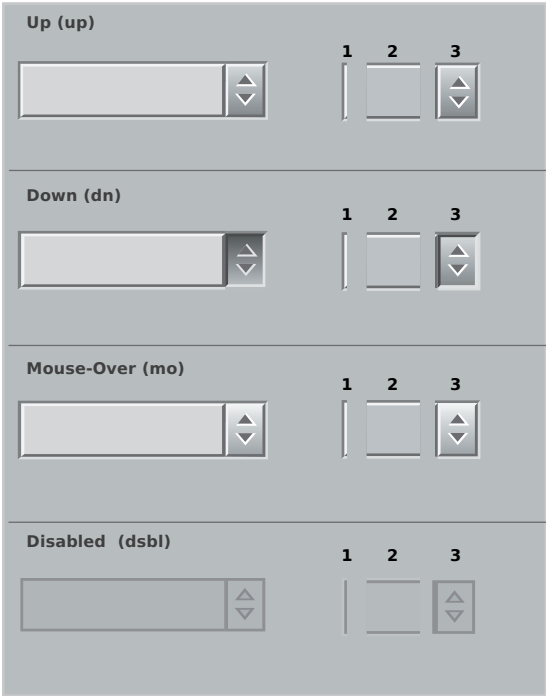 Up (up)
1 2 3
Down (dn)
1 2 3
Mouse-Over (mo)
1 2 3
Disabled  (dsbl)
1 2 3